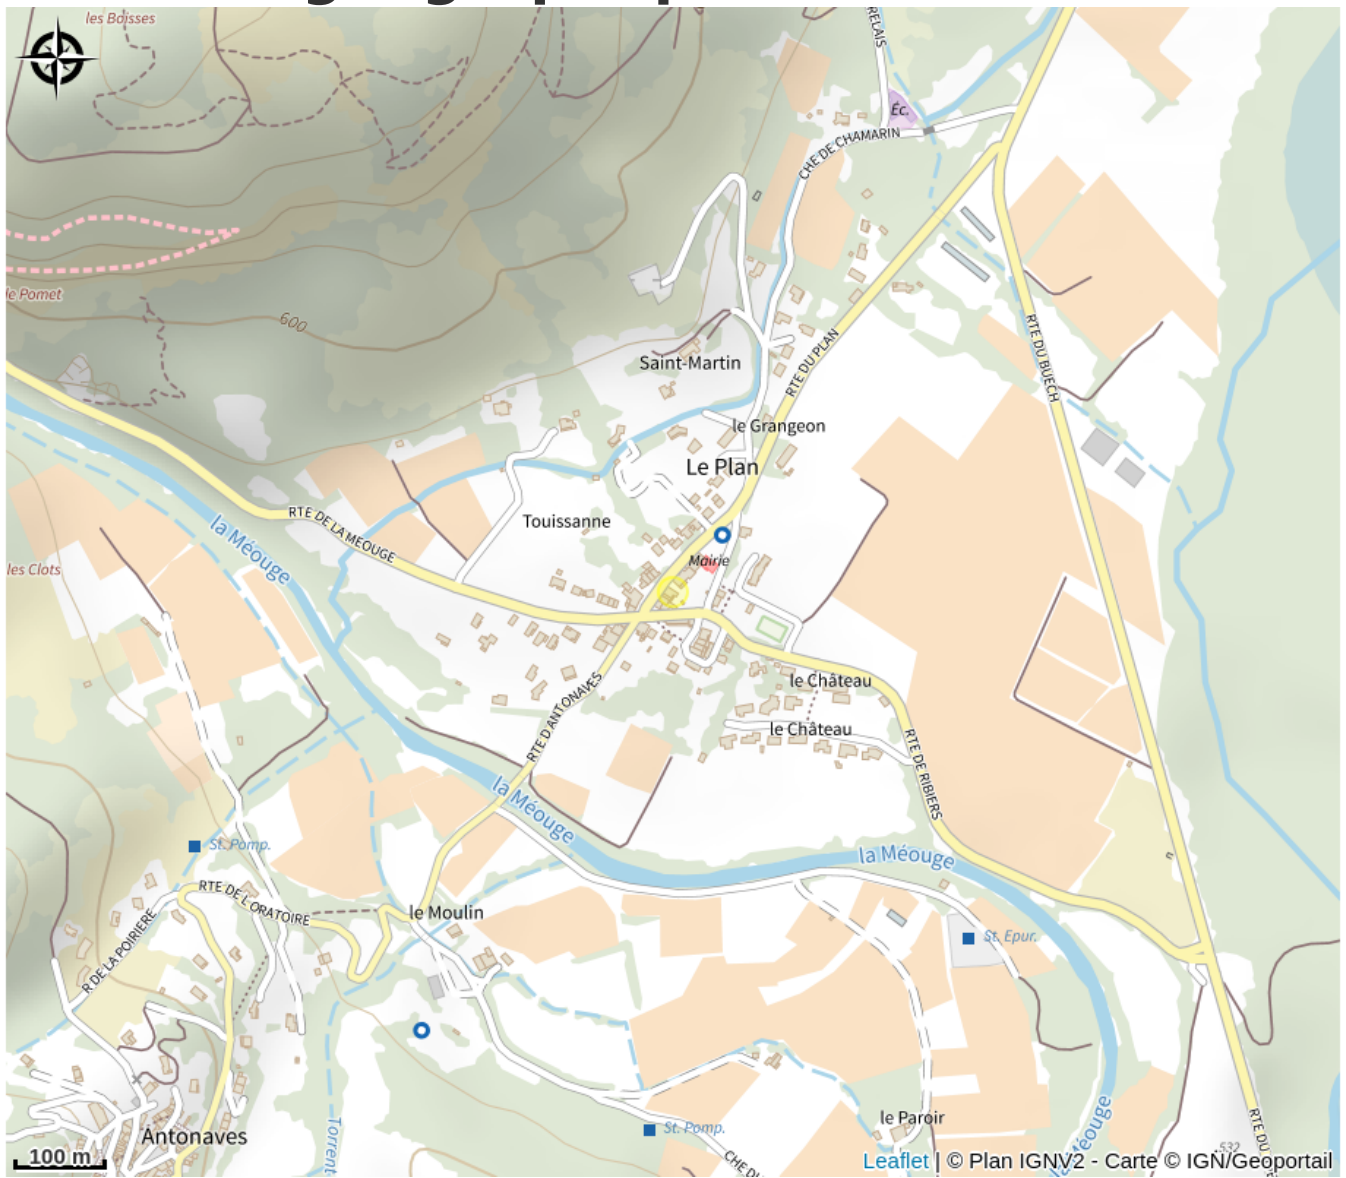 les Boisses
RELAIS
Éc.
CHE DE CHAMARIN
le Pomet
600
RTE DU BUECH
RTE DU PLAN
Saint-Martin
le Grangeon
Le Plan
RTE DE LA MEOUGE
la Méouge
Touissanne
Mairie
les Clots
le Château
RTE D'ANTONAVES
le Château
RTE DE RIBIERS
la Méouge
la Méouge
St. Pomp.
RTE DE L'ORATOIRE
le Moulin
R DE LA POIRIERE
St. Epur.
la Méouge
le Paroir
St. Pomp.
Antonaves
Torrent
CHE DU
RTE DU
532
100 m
Leaflet | © Plan IGNV2 - Carte © IGN/Geoportail